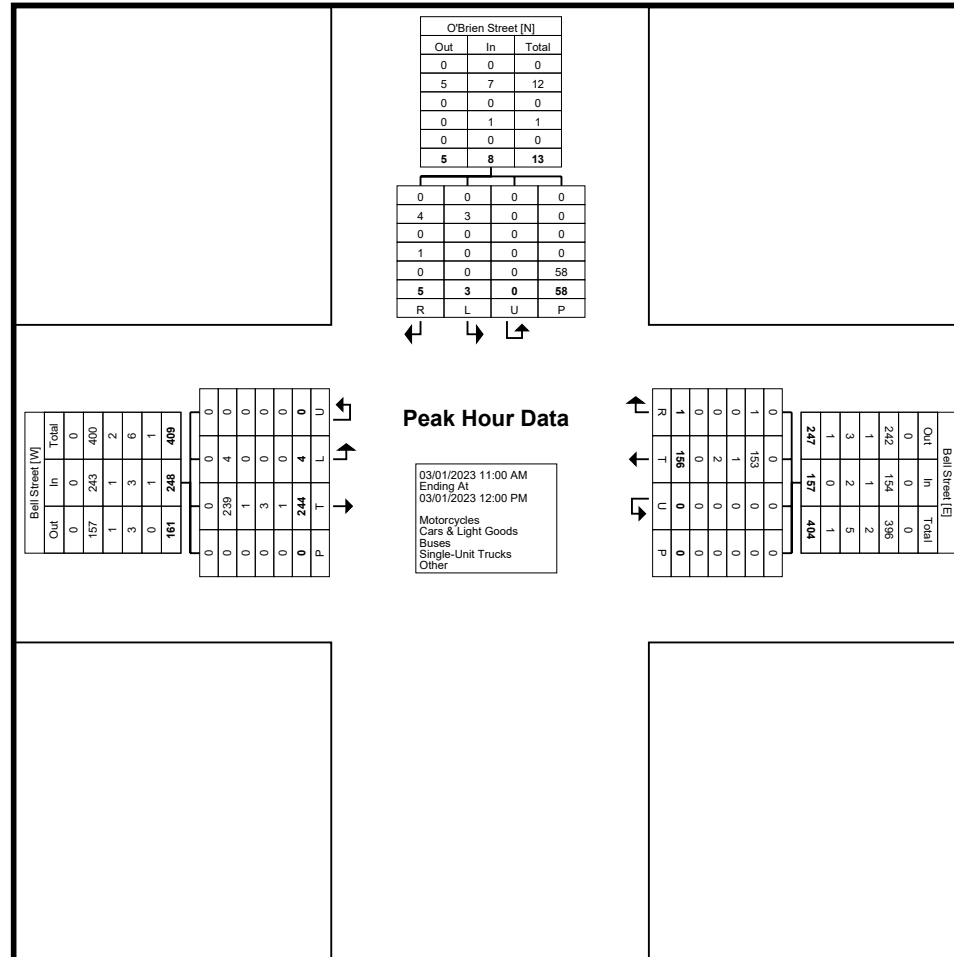 O'Brien Street [N]
Out In Total
0 0 0
5 7 12
0 0 0
0 1 1
0 0 0
5 8 13
0 0 0 0
4 3 0 0
0 0 0 0
1 0 0 0
0 0 0 58
5 3 0 58
R L U P
Bell Street [W]
Out In Total
0 0 0
157 243 400
1 1 2
3 3 6
0 1 1
161 248 409
0 0 0 0
0 239 4 0
0 1 0 0
0 3 0 0
0 1 0 0
0 244 4 0
P T L U
Peak Hour Data
03/01/2023 11:00 AM
Ending At
03/01/2023 12:00 PM
Motorcycles
Cars & Light Goods
Buses
Single-Unit Trucks
Other
Bell Street [E]
Out In Total
0 0 0
242 154 396
1 1 2
3 2 5
1 0 1
247 157 404
0 0 0 0
1 153 0 0
0 1 0 0
0 2 0 0
0 0 0 0
1 156 0 0
R T U P